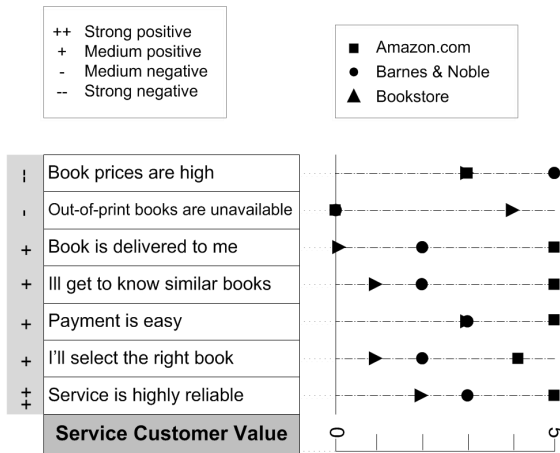 ++ Strong positive
+ Medium positive
- Medium negative
-- Strong negative
■ Amazon.com
● Barnes & Noble
▲ Bookstore
-- Book prices are high
- Out-of-print books are unavailable
+ Book is delivered to me
+ Ill get to know similar books
+ Payment is easy
+ I'll select the right book
++ Service is highly reliable
Service Customer Value
0 5